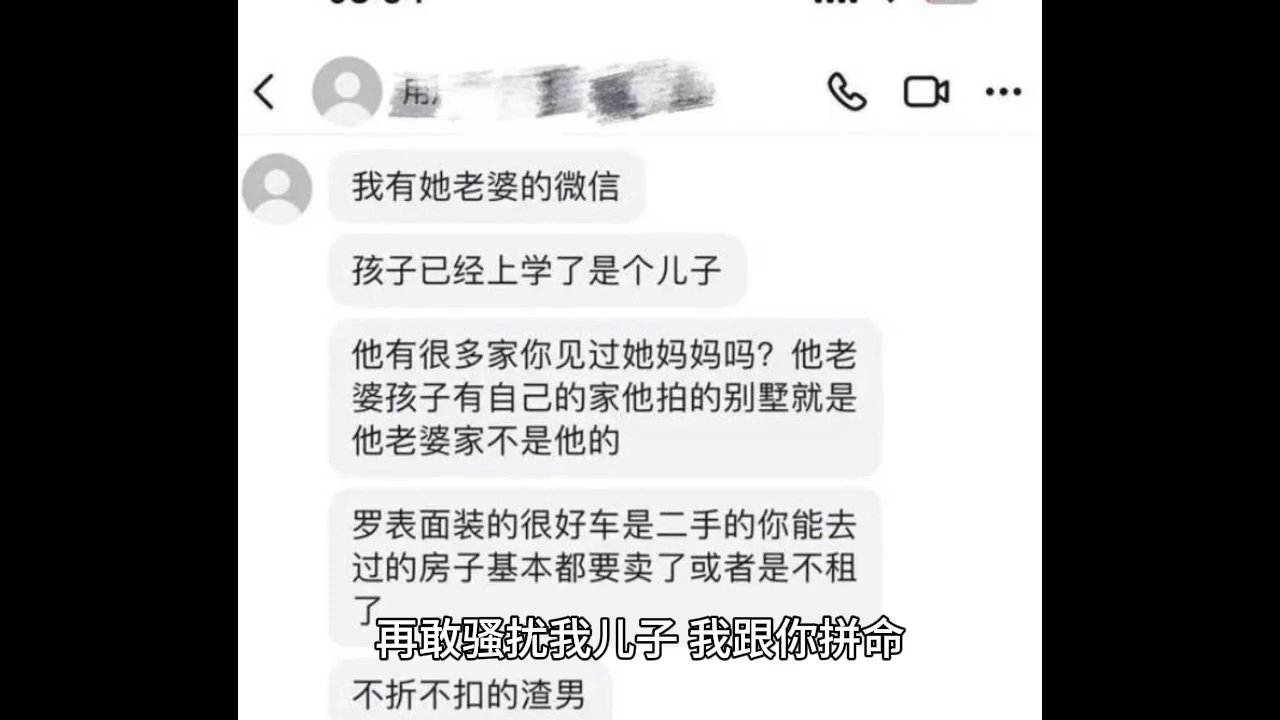 我有她老婆的微信
孩子已经上学了是个儿子
他有很多家你见过她妈妈吗？他老
婆孩子有自己的家他拍的别墅就是
他老婆家不是他的
罗表面装的很好车是二手的你能去
过的房子基本都要卖了或者是不租
了
再敢骚扰我儿子 我跟你拼命
不折不扣的渣男